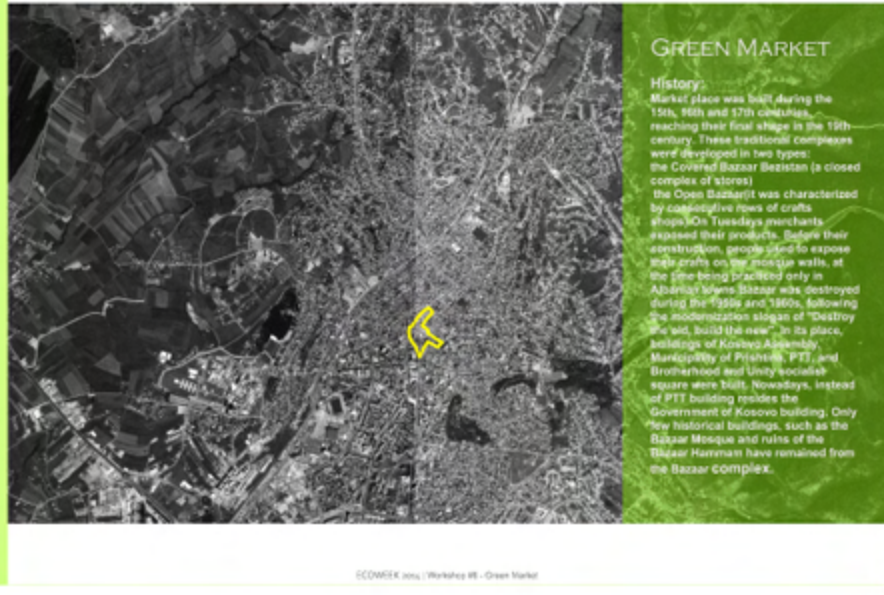 GREEN MARKET
History:
Market place was built during the
15th, 16th and 17th centuries,
reaching their final shape in the 19th
century. These traditional complexes
were developed in two types:
the Covered Bazaar Bezistan (a closed
complex of stores)
the Open Bazaar(it was characterized
by consecutive rows of crafts
shops).On Tuesdays merchants
exposed their products. Before their
construction, people used to expose
their crafts on the mosque walls, at
the time being practiced only in
Albanian towns Bazaar was destroyed
during the 1950s and 1960s, following
the modernization slogan of "Destroy
the old, build the new". In its place,
buildings of Kosovo Assembly,
Municipality of Prishtina, PTT, and
Brotherhood and Unity socialist
square were built. Nowadays, instead
of PTT building resides the
Government of Kosovo building. Only
few historical buildings, such as the
Bazaar Mosque and ruins of the
Bazaar Hammam have remained from
the Bazaar complex.
ECOWEEK 2014 | Workshop #6 - Green Market